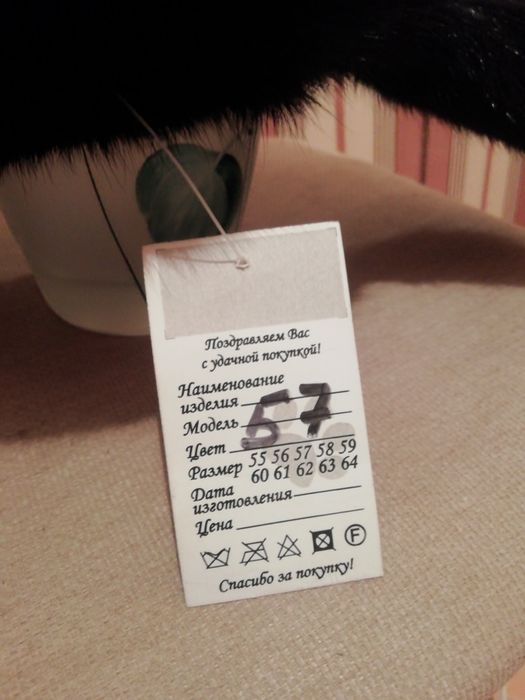 Поздравляем Вас
с удачной покупкой!
Наименование
изделия
Модель 57
Цвет
Размер 55 56 57 58 59
60 61 62 63 64
Дата
изготовления
Цена
F
Спасибо за покупку!